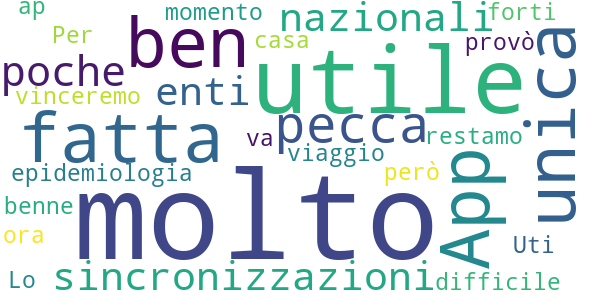 ap
momento
nazionali
forti
Per
ben
casa
provò
poche
vinceremo
enti
utile
unica
fatta
va
pecca
restamo
viaggio
epidemiologia
però
molto
App
benne
ora
Uti
Lo
sincronizzazioni
difficile